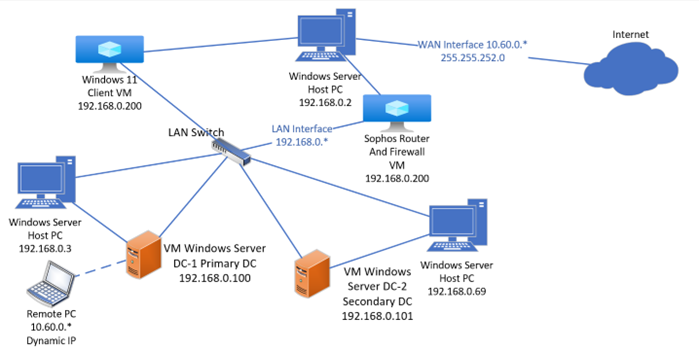 Internet
WAN Interface 10.60.0.*
255.255.252.0
Windows 11
Client VM
192.168.0.200
Windows Server
Host PC
192.168.0.2
LAN Switch
LAN Interface
192.168.0.*
Sophos Router
And Firewall
VM
192.168.0.200
Windows Server
Host PC
192.168.0.3
VM Windows Server
DC-1 Primary DC
192.168.0.100
VM Windows
Server DC-2
Secondary DC
192.168.0.101
Windows Server
Host PC
192.168.0.69
Remote PC
10.60.0.*
Dynamic IP